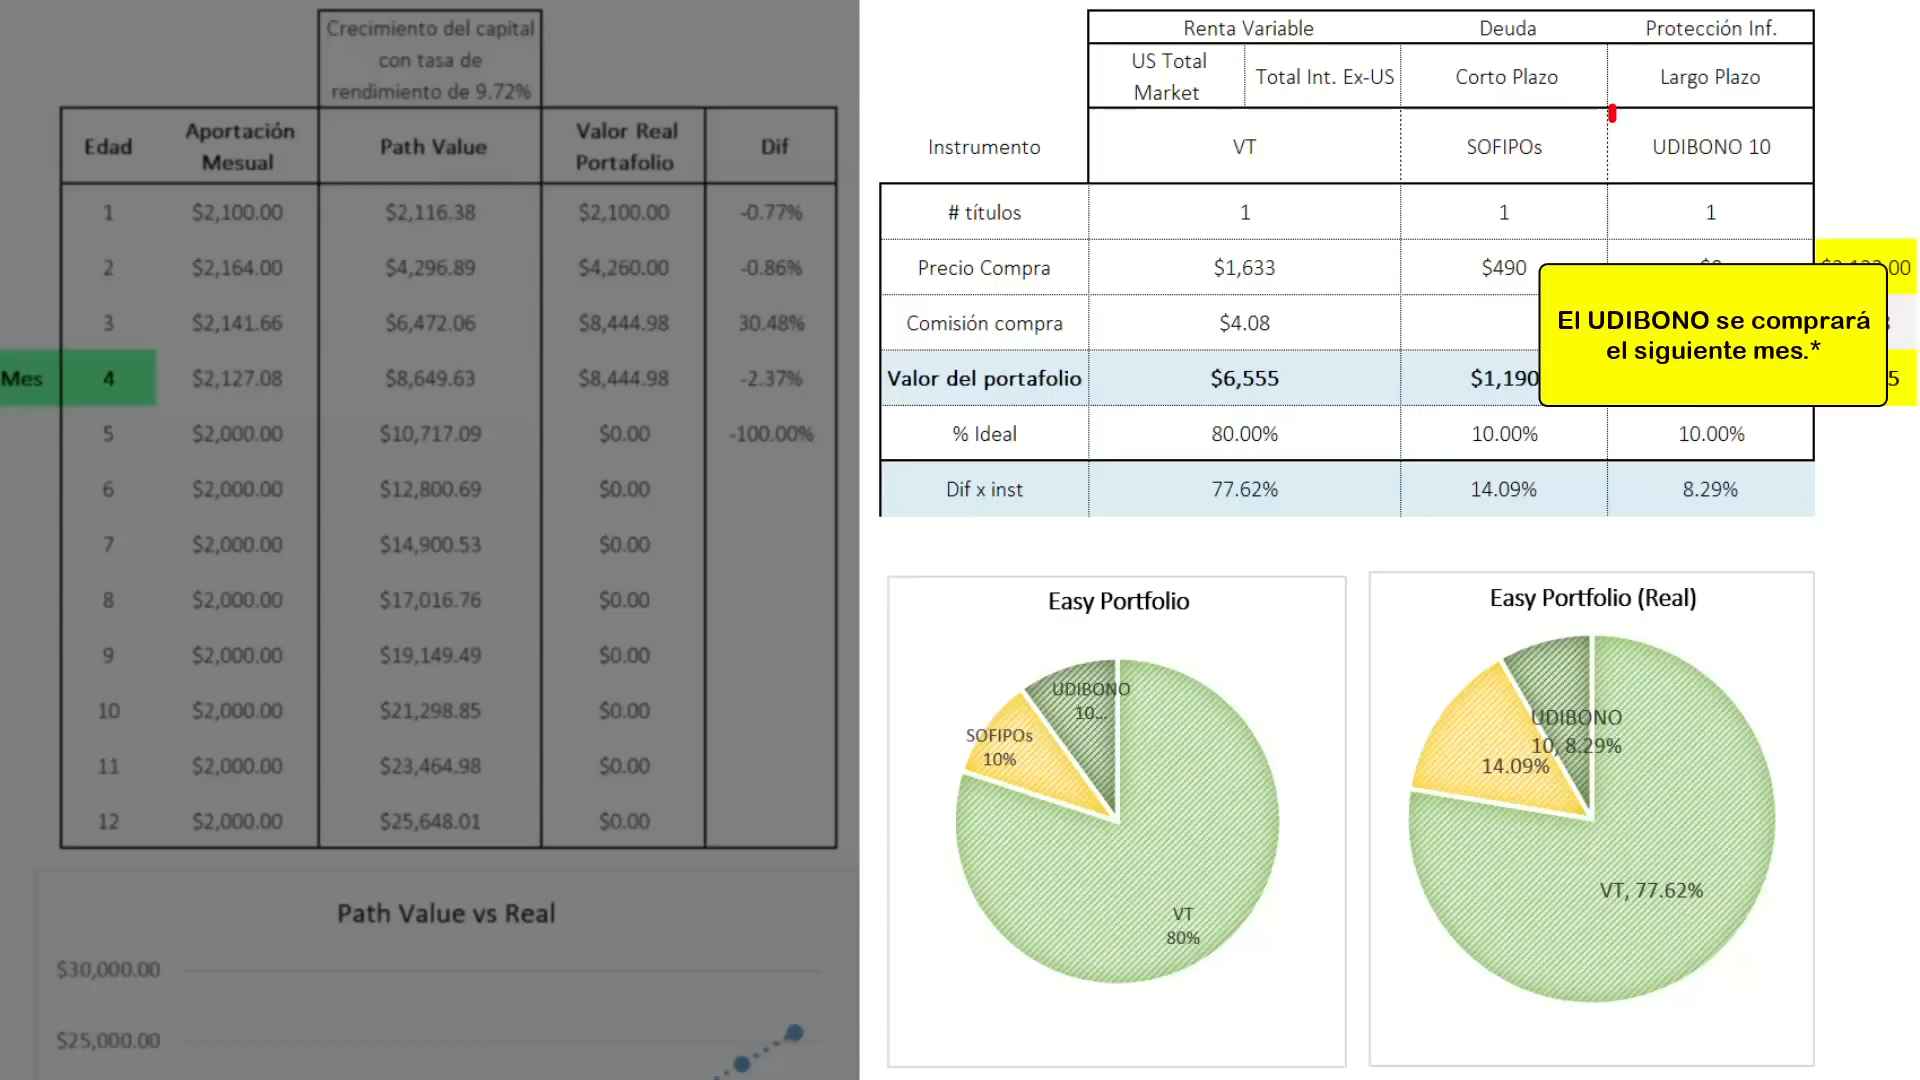 Crecimiento del capital
con tasa de
rendimiento de 9.72%
Edad Aportación Mesual Path Value Valor Real Portafolio Dif
1 $2,100.00 $2,116.38 $2,100.00 -0.77%
2 $2,164.00 $4,296.89 $4,260.00 -0.86%
3 $2,141.66 $6,472.06 $8,444.98 30.48%
Mes 4 $2,127.08 $8,649.63 $8,444.98 -2.37%
5 $2,000.00 $10,717.09 $0.00 -100.00%
6 $2,000.00 $12,800.69 $0.00
7 $2,000.00 $14,900.53 $0.00
8 $2,000.00 $17,016.76 $0.00
9 $2,000.00 $19,149.49 $0.00
10 $2,000.00 $21,298.85 $0.00
11 $2,000.00 $23,464.98 $0.00
12 $2,000.00 $25,648.01 $0.00
Path Value vs Real
$30,000.00
$25,000.00
Renta Variable Deuda Protección Inf.
US Total Market Total Int. Ex-US Corto Plazo Largo Plazo
Instrumento VT SOFIPOs UDIBONO 10
# títulos 1 1 1
Precio Compra $1,633 $490
Comisión compra $4.08
Valor del portafolio $6,555 $1,190
% Ideal 80.00% 10.00% 10.00%
Dif x inst 77.62% 14.09% 8.29%
El UDIBONO se comprará
el siguiente mes.*
Easy Portfolio
UDIBONO
10...
SOFIPOs
10%
VT
80%
Easy Portfolio (Real)
UDIBONO
10, 8.29%
14.09%
VT, 77.62%